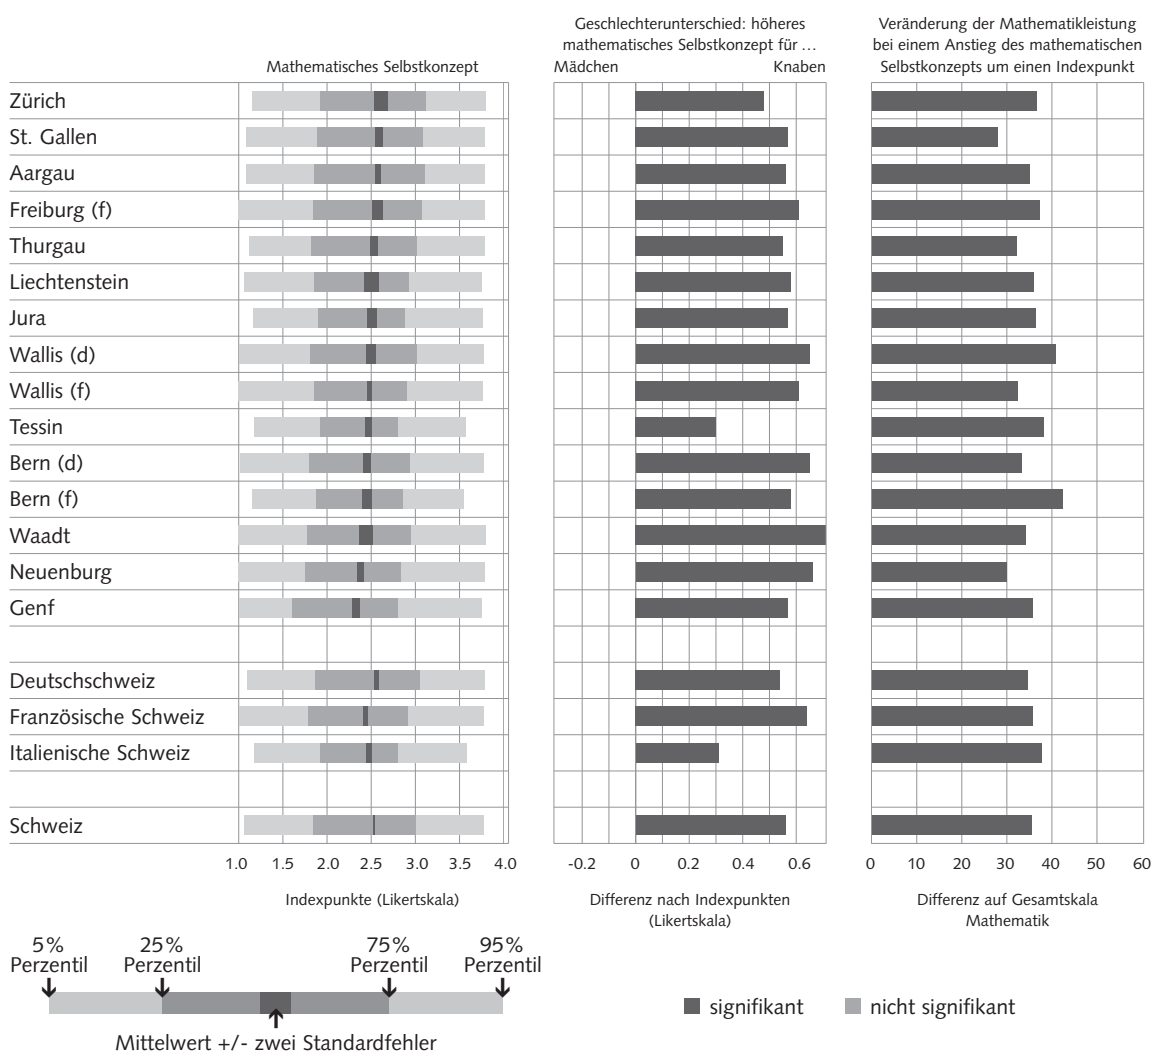 Geschlechterunterschied: höheres
mathematisches Selbstkonzept für …
Veränderung der Mathematikleistung
bei einem Anstieg des mathematischen
Selbstkonzepts um einen Indexpunkt
Mathematisches Selbstkonzept
Mädchen
Knaben
Zürich
St. Gallen
Aargau
Freiburg (f)
Thurgau
Liechtenstein
Jura
Wallis (d)
Wallis (f)
Tessin
Bern (d)
Bern (f)
Waadt
Neuenburg
Genf
Deutschschweiz
Französische Schweiz
Italienische Schweiz
Schweiz
1.0 1.5 2.0 2.5 3.0 3.5 4.0
-0.2 0 0.2 0.4 0.6
0 10 20 30 40 50 60
Indexpunkte (Likertskala)
Differenz nach Indexpunkten
(Likertskala)
Differenz auf Gesamtskala
Mathematik
5% Perzentil
25% Perzentil
75% Perzentil
95% Perzentil
Mittelwert +/- zwei Standardfehler
signifikant
nicht signifikant